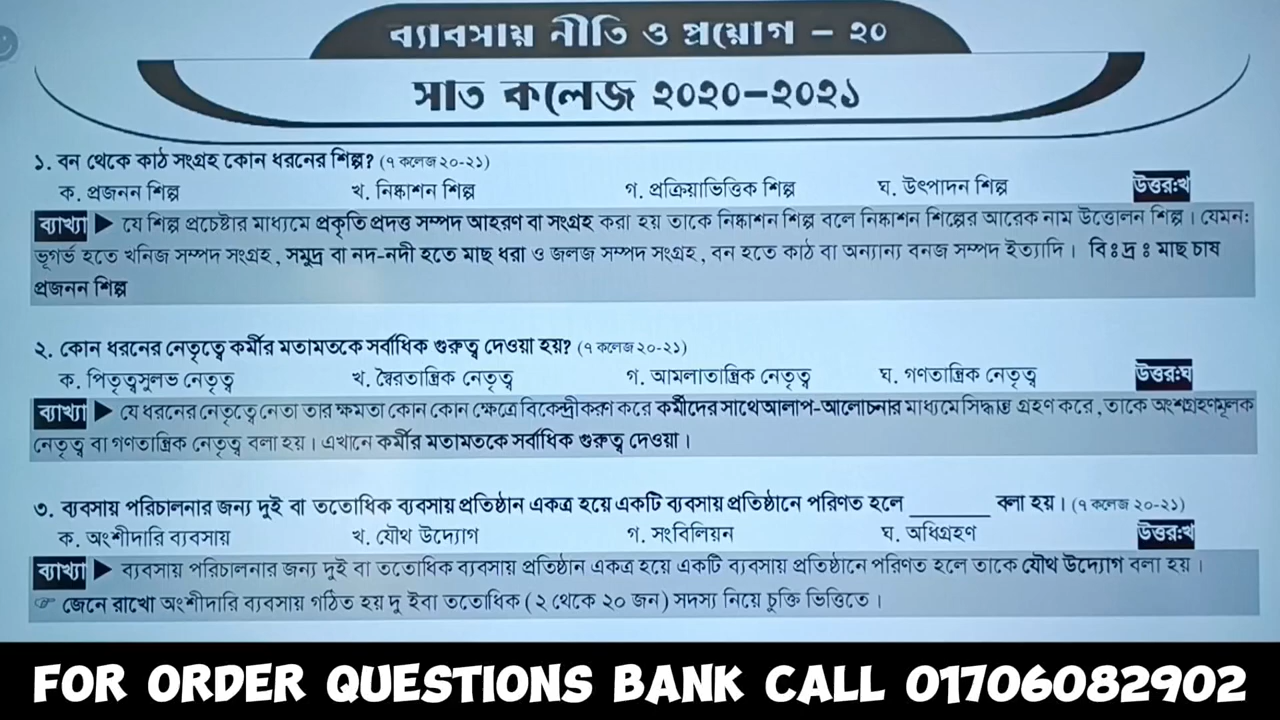 ব্যাবসায় নীতি ও প্রয়োগ – ২০
সাত কলেজ ২০২০–২০২১
১. বন থেকে কাঠ সংগ্রহ কোন ধরনের শিল্প? (৭ কলেজ ২০-২১)
ক. প্রজনন শিল্প খ. নিষ্কাশন শিল্প গ. প্রক্রিয়াভিত্তিক শিল্প ঘ. উৎপাদন শিল্প উত্তর:খ
ব্যাখ্যা ▶ যে শিল্প প্রচেষ্টার মাধ্যমে প্রকৃতি প্রদত্ত সম্পদ আহরণ বা সংগ্রহ করা হয় তাকে নিষ্কাশন শিল্প বলে নিষ্কাশন শিল্পের আরেক নাম উত্তোলন শিল্প। যেমন:
ভূগর্ভ হতে খনিজ সম্পদ সংগ্রহ, সমুদ্র বা নদ-নদী হতে মাছ ধরা ও জলজ সম্পদ সংগ্রহ, বন হতে কাঠ বা অন্যান্য বনজ সম্পদ ইত্যাদি। বিঃদ্রঃ মাছ চাষ
প্রজনন শিল্প
২. কোন ধরনের নেতৃত্বে কর্মীর মতামতকে সর্বাধিক গুরুত্ব দেওয়া হয়? (৭ কলেজ ২০-২১)
ক. পিতৃত্বসুলভ নেতৃত্ব খ. স্বৈরতান্ত্রিক নেতৃত্ব গ. আমলাতান্ত্রিক নেতৃত্ব ঘ. গণতান্ত্রিক নেতৃত্ব উত্তর:ঘ
ব্যাখ্যা ▶ যে ধরনের নেতৃত্বে নেতা তার ক্ষমতা কোন কোন ক্ষেত্রে বিকেন্দ্রীকরণ করে কর্মীদের সাথে আলাপ-আলোচনার মাধ্যমে সিদ্ধান্ত গ্রহণ করে, তাকে অংশগ্রহণমূলক
নেতৃত্ব বা গণতান্ত্রিক নেতৃত্ব বলা হয়। এখানে কর্মীর মতামতকে সর্বাধিক গুরুত্ব দেওয়া।
৩. ব্যবসায় পরিচালনার জন্য দুই বা ততোধিক ব্যবসায় প্রতিষ্ঠান একত্র হয়ে একটি ব্যবসায় প্রতিষ্ঠানে পরিণত হলে ________ বলা হয়। (৭ কলেজ ২০-২১)
ক. অংশীদারি ব্যবসায় খ. যৌথ উদ্যোগ গ. সংবিলিয়ন ঘ. অধিগ্রহণ উত্তর:খ
ব্যাখ্যা ▶ ব্যবসায় পরিচালনার জন্য দুই বা ততোধিক ব্যবসায় প্রতিষ্ঠান একত্র হয়ে একটি ব্যবসায় প্রতিষ্ঠানে পরিণত হলে তাকে যৌথ উদ্যোগ বলা হয়।
☞ জেনে রাখো অংশীদারি ব্যবসায় গঠিত হয় দু ইবা ততোধিক (২ থেকে ২০ জন) সদস্য নিয়ে চুক্তি ভিত্তিতে।
FOR ORDER QUESTIONS BANK CALL 01706082902